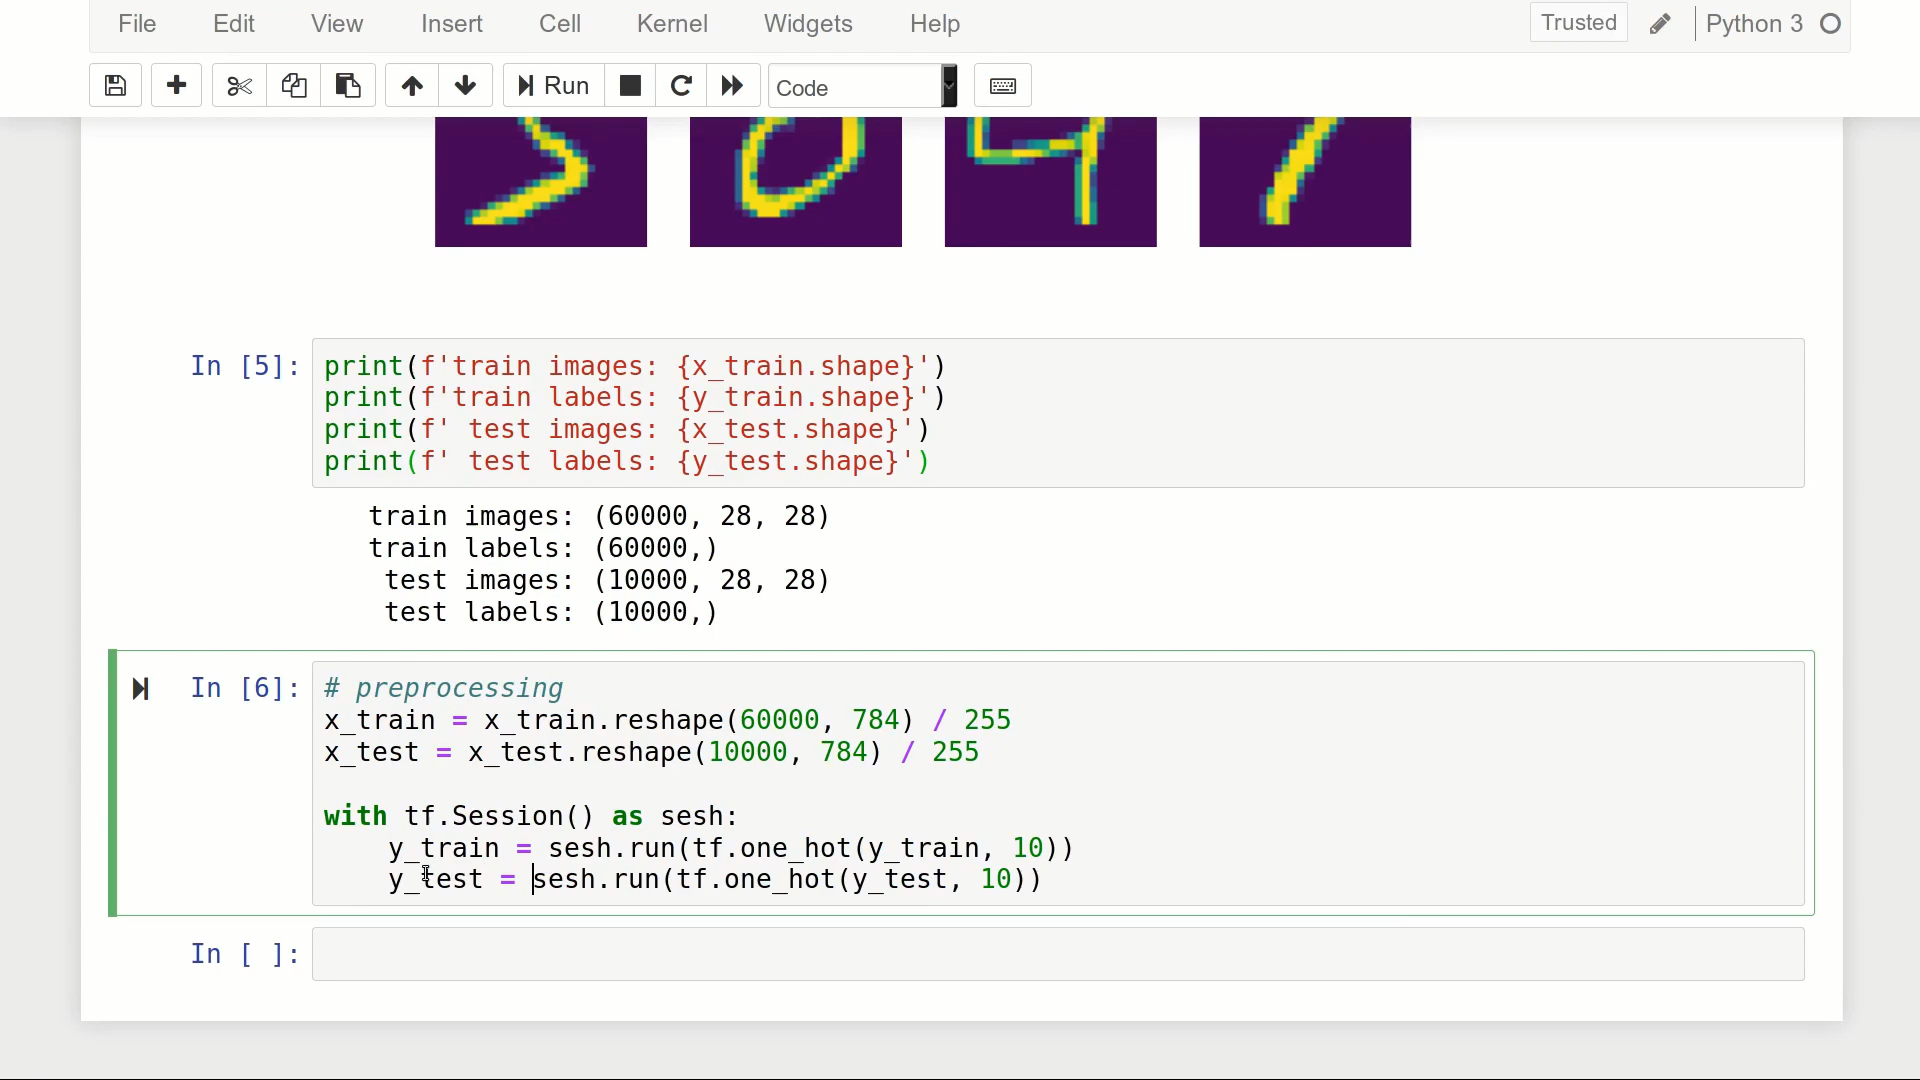 File Edit View Insert Cell Kernel Widgets Help Trusted Python 3
Run Code
In [5]: print(f'train images: {x_train.shape}')
print(f'train labels: {y_train.shape}')
print(f' test images: {x_test.shape}')
print(f' test labels: {y_test.shape}')
train images: (60000, 28, 28)
train labels: (60000,)
test images: (10000, 28, 28)
test labels: (10000,)
In [6]: # preprocessing
x_train = x_train.reshape(60000, 784) / 255
x_test = x_test.reshape(10000, 784) / 255
with tf.Session() as sesh:
y_train = sesh.run(tf.one_hot(y_train, 10))
y_test = sesh.run(tf.one_hot(y_test, 10))
In [ ]: